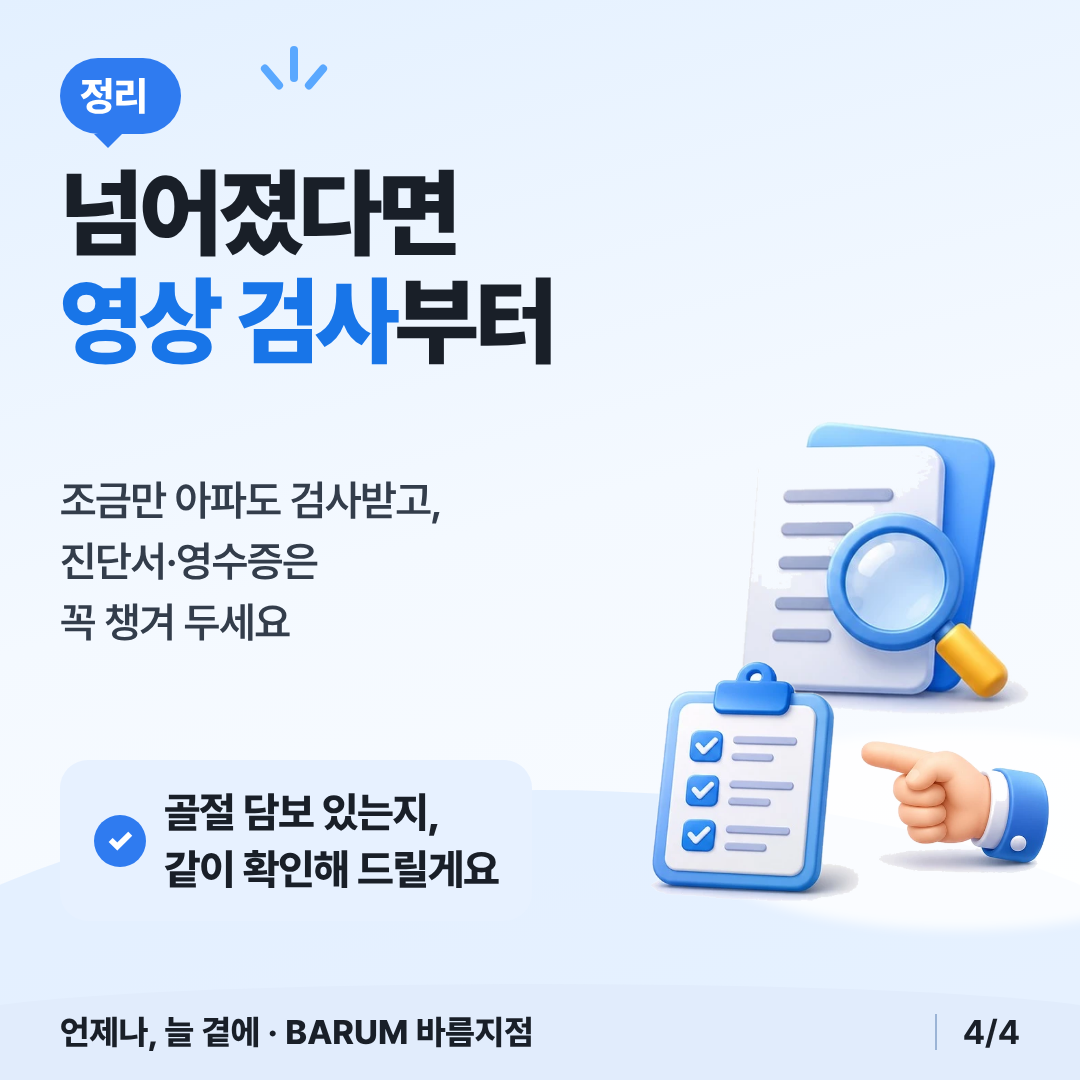 정리
넘어졌다면
영상 검사부터
조금만 아파도 검사받고,
진단서·영수증은
꼭 챙겨 두세요
골절 담보 있는지,
같이 확인해 드릴게요
언제나, 늘 곁에 · BARUM 바름지점
4/4